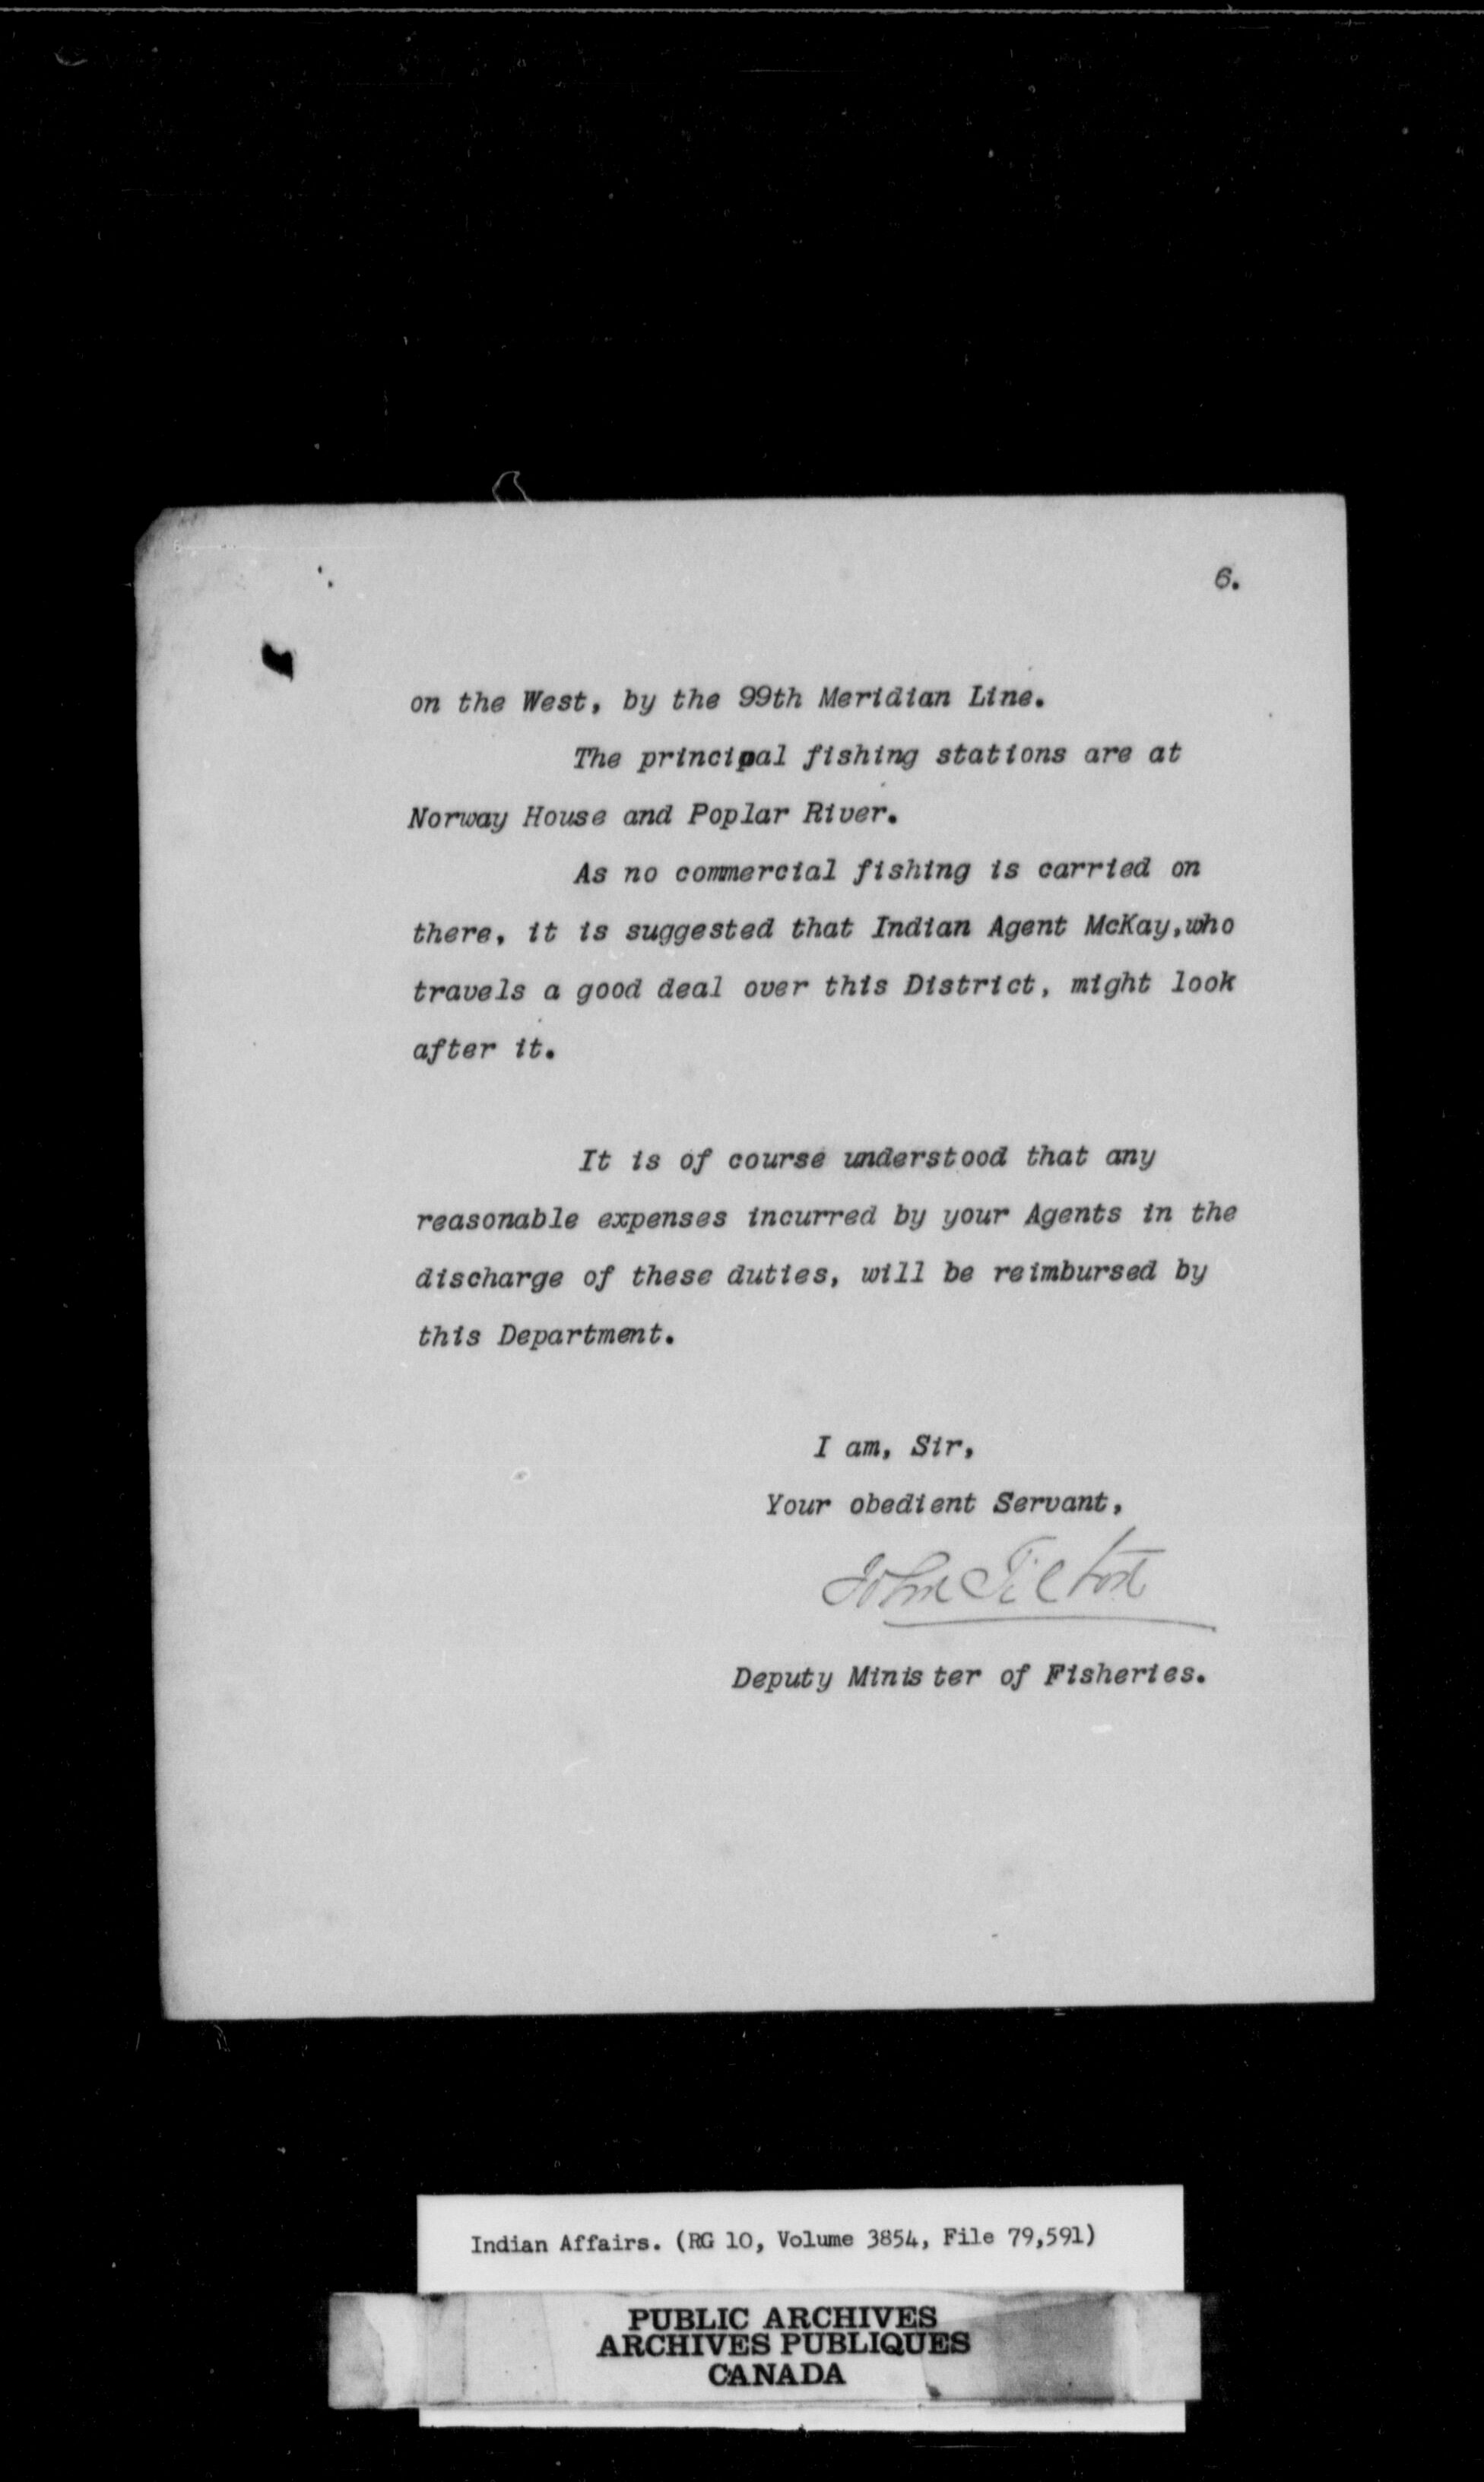 6.
on the West, by the 99th Meridian Line.
The principal fishing stations are at
Norway House and Poplar River.
As no commercial fishing is carried on
there, it is suggested that Indian Agent McKay,who
travels a good deal over this District, might look
after it.
It is of course understood that any
reasonable expenses incurred by your Agents in the
discharge of these duties, will be reimbursed by
this Department.
I am, Sir,
Your obedient Servant,
John Tilton
Deputy Minis ter of Fisheries.
Indian Affairs. (RG 10, Volume 3854, File 79,591)
PUBLIC ARCHIVES
ARCHIVES PUBLIQUES
CANADA